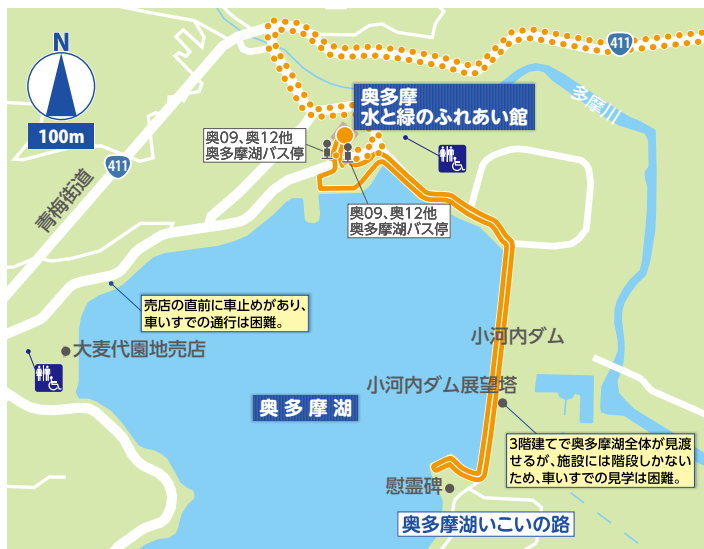 N
100m
411
奥多摩
水と緑のふれあい館
多摩川
奥09、奥12他
奥多摩湖バス停
411
青梅街道
奥09、奥12他
奥多摩湖バス停
売店の直前に車止めがあり、
車いすでの通行は困難。
大麦代園地売店
小河内ダム
小河内ダム展望塔
奥多摩湖
3階建てで奥多摩湖全体が見渡
せるが、施設には階段しかない
ため、車いすでの見学は困難。
慰霊碑
奥多摩湖いこいの路